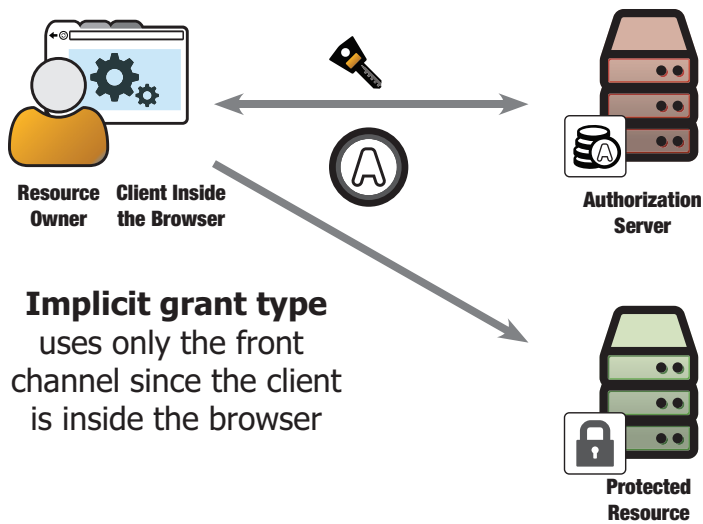 A
A
Resource
Owner
Client Inside
the Browser
Authorization
Server
Implicit grant type
uses only the front
channel since the client
is inside the browser
Protected
Resource